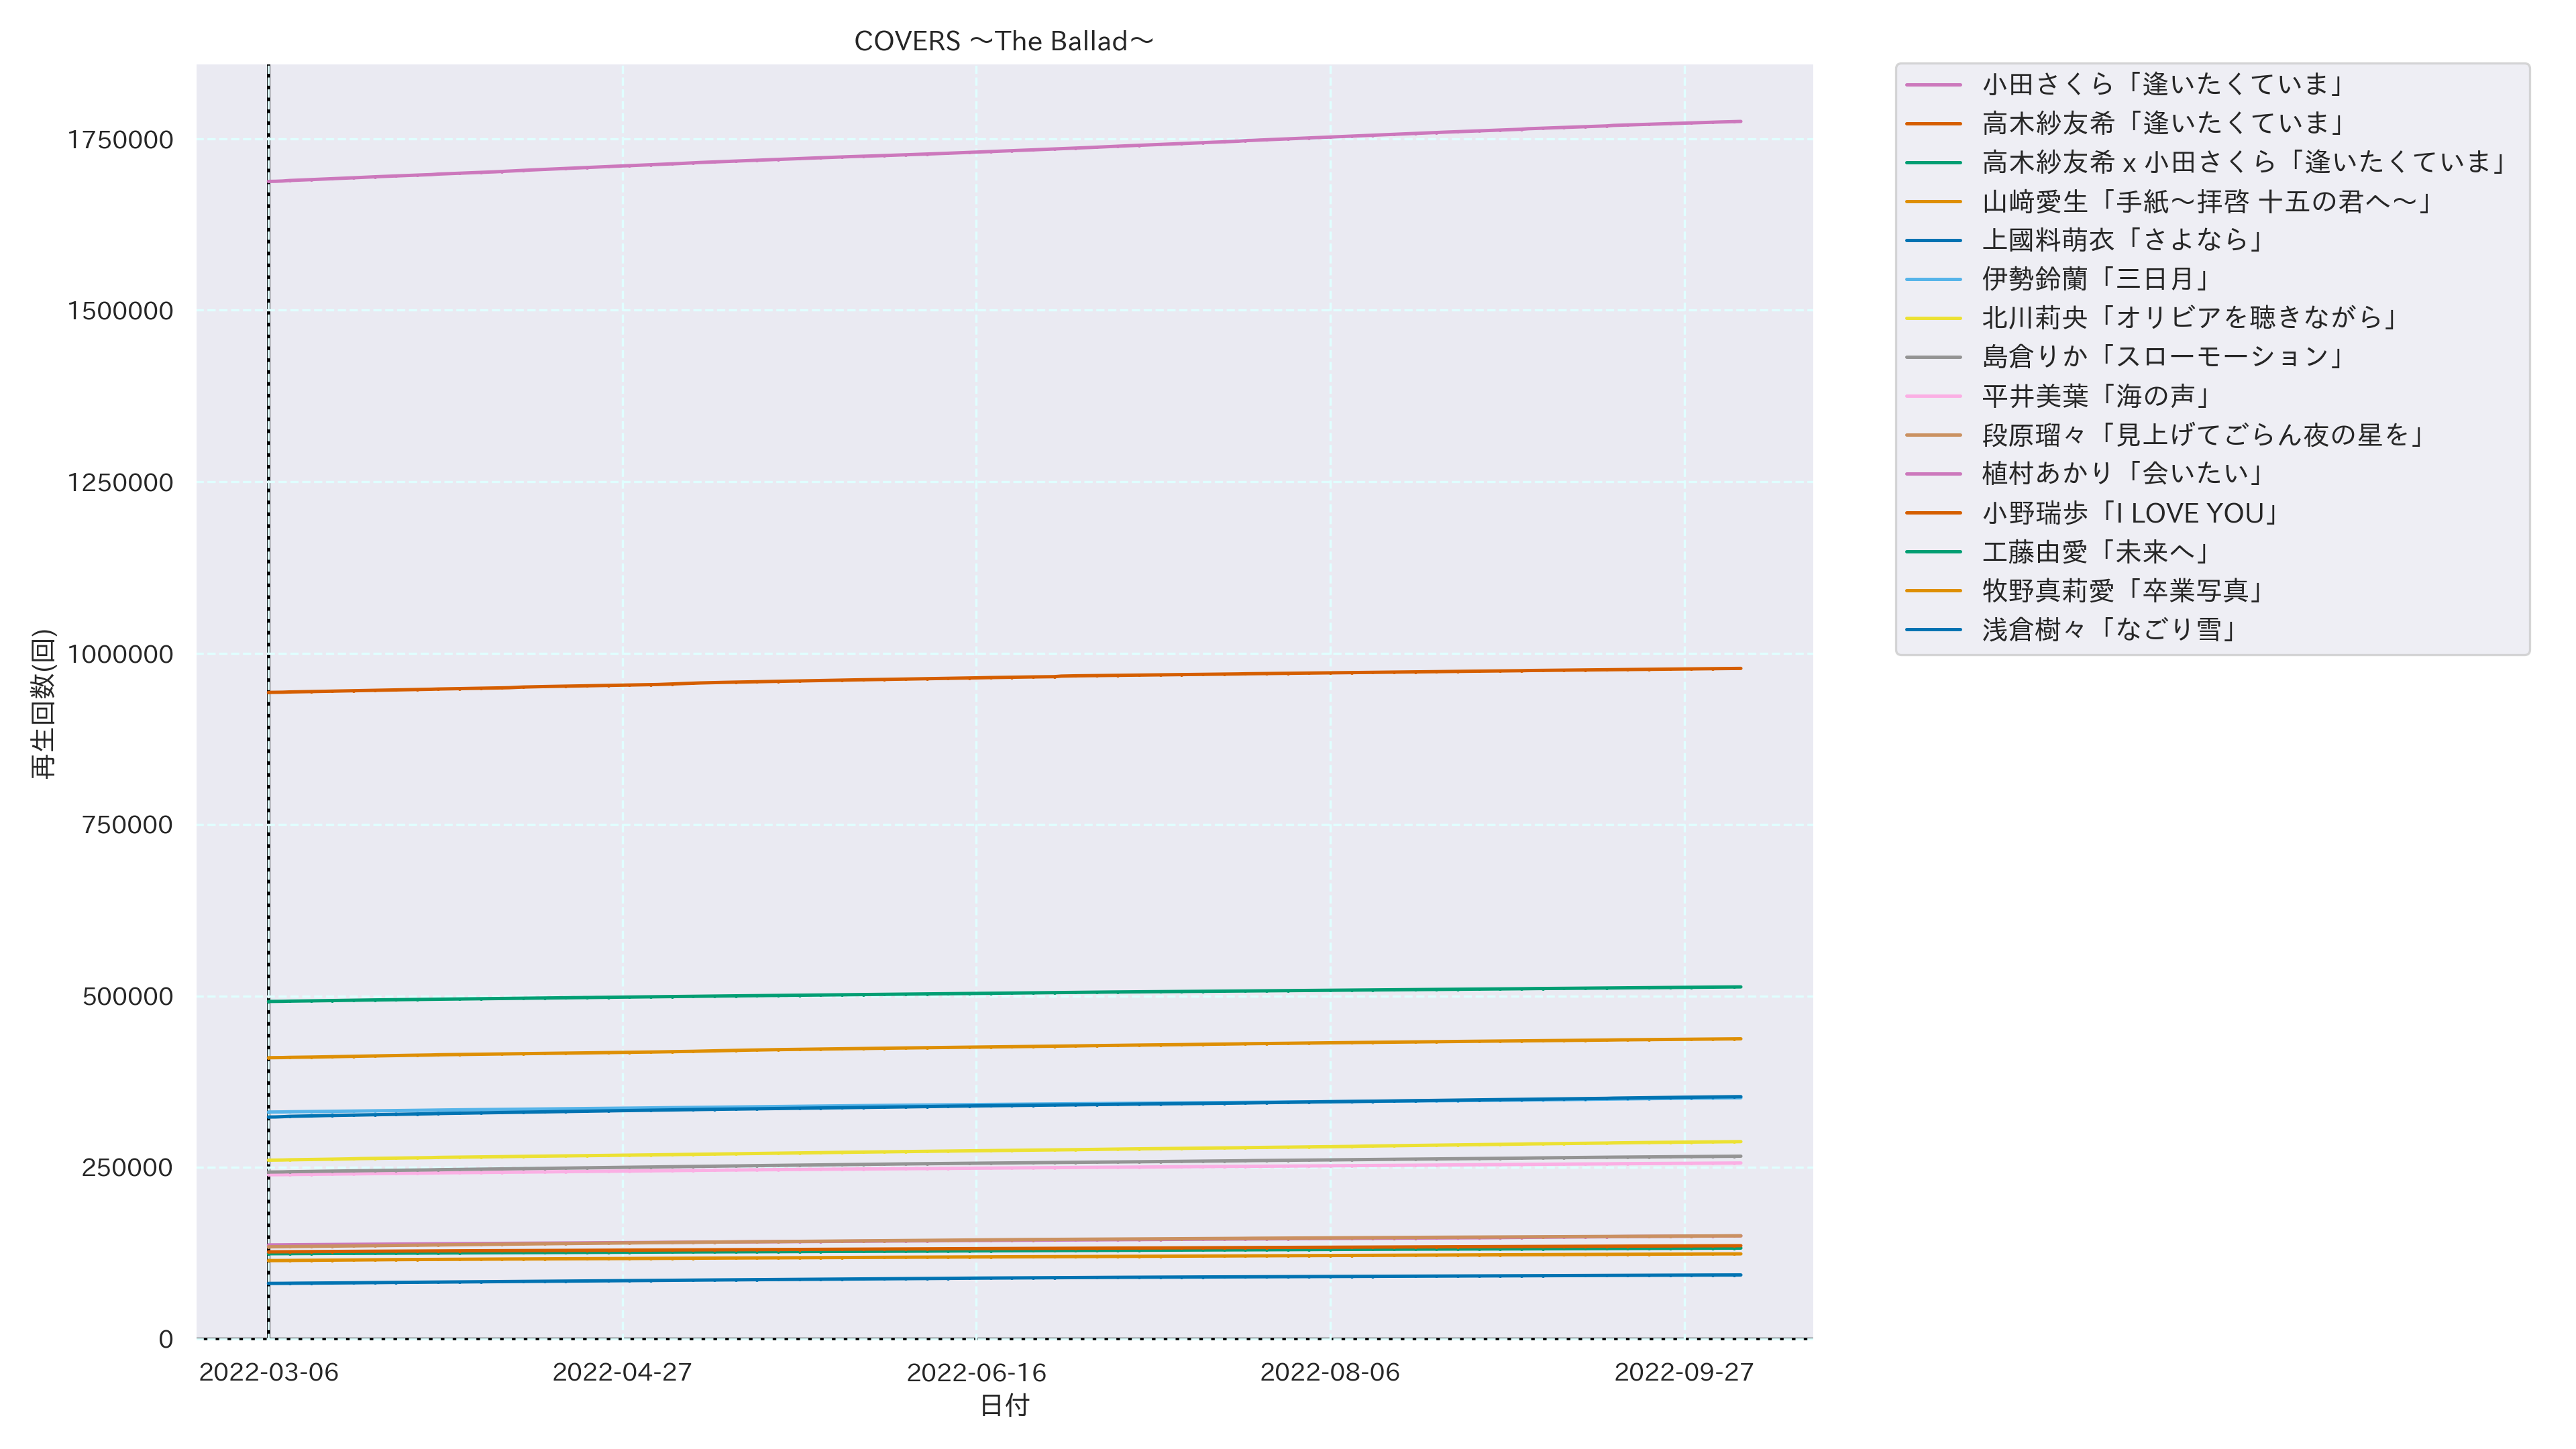 COVERS ～The Ballad～
再生回数(回)
1750000
1500000
1250000
1000000
750000
500000
250000
0
2022-03-06
2022-04-27
2022-06-16
2022-08-06
2022-09-27
日付
小田さくら「逢いたくていま」
高木紗友希「逢いたくていま」
高木紗友希 x 小田さくら「逢いたくていま」
山﨑愛生「手紙～拝啓 十五の君へ～」
上國料萌衣「さよなら」
伊勢鈴蘭「三日月」
北川莉央「オリビアを聴きながら」
島倉りか「スローモーション」
平井美葉「海の声」
段原瑠々「見上げてごらん夜の星を」
植村あかり「会いたい」
小野瑞歩「I LOVE YOU」
工藤由愛「未来へ」
牧野真莉愛「卒業写真」
浅倉樹々「なごり雪」